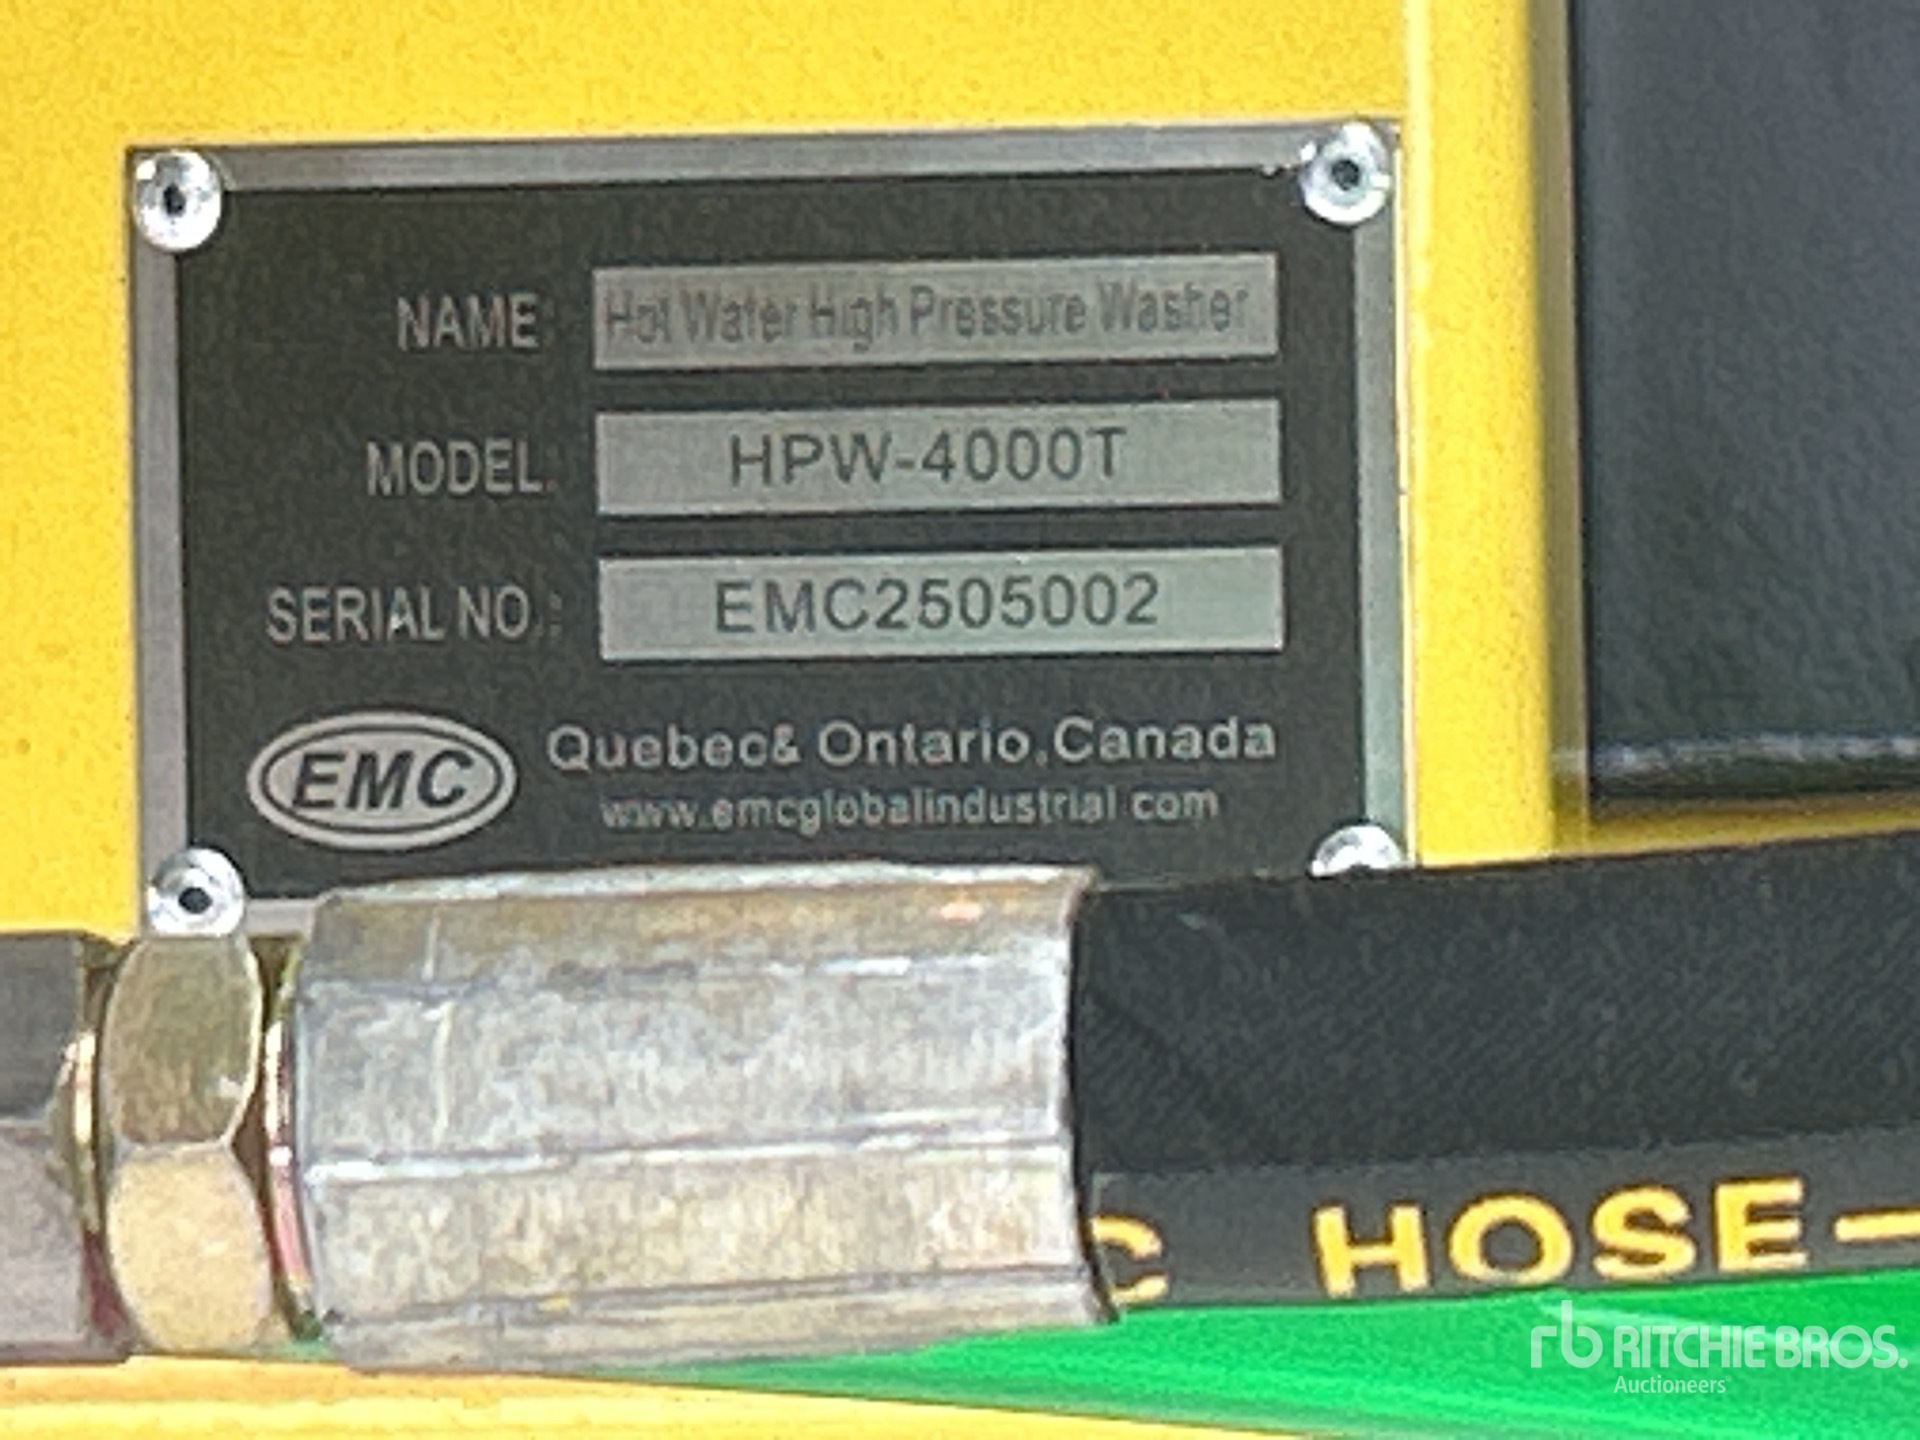 NAME: Hot Water High Pressure Washer
MODEL: HPW-4000T
SERIAL NO.: EMC2505002
EMC Quebec& Ontario,Canada
www.emcglobalindustrial.com
C HOSE—
rb RITCHIE BROS.
Auctioneers